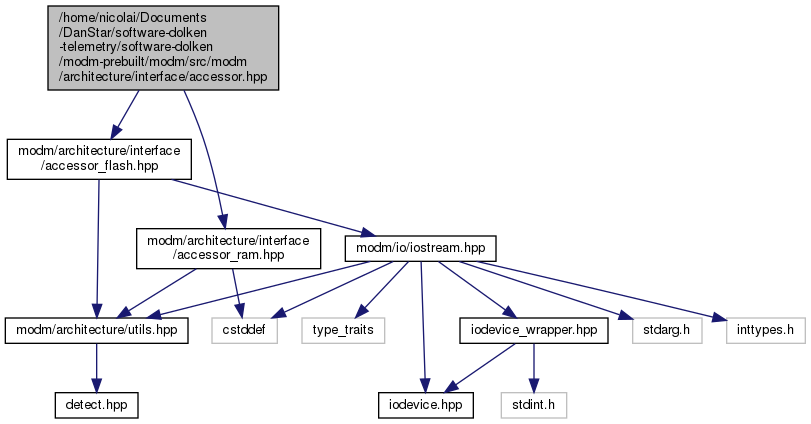 /home/nicolai/Documents
/DanStar/software-dolken
-telemetry/software-dolken
/modm-prebuilt/modm/src/modm
/architecture/interface/accessor.hpp
modm/architecture/interface
/accessor_flash.hpp
modm/architecture/interface
/accessor_ram.hpp
modm/io/iostream.hpp
modm/architecture/utils.hpp
cstddef
type_traits
iodevice_wrapper.hpp
stdarg.h
inttypes.h
detect.hpp
iodevice.hpp
stdint.h